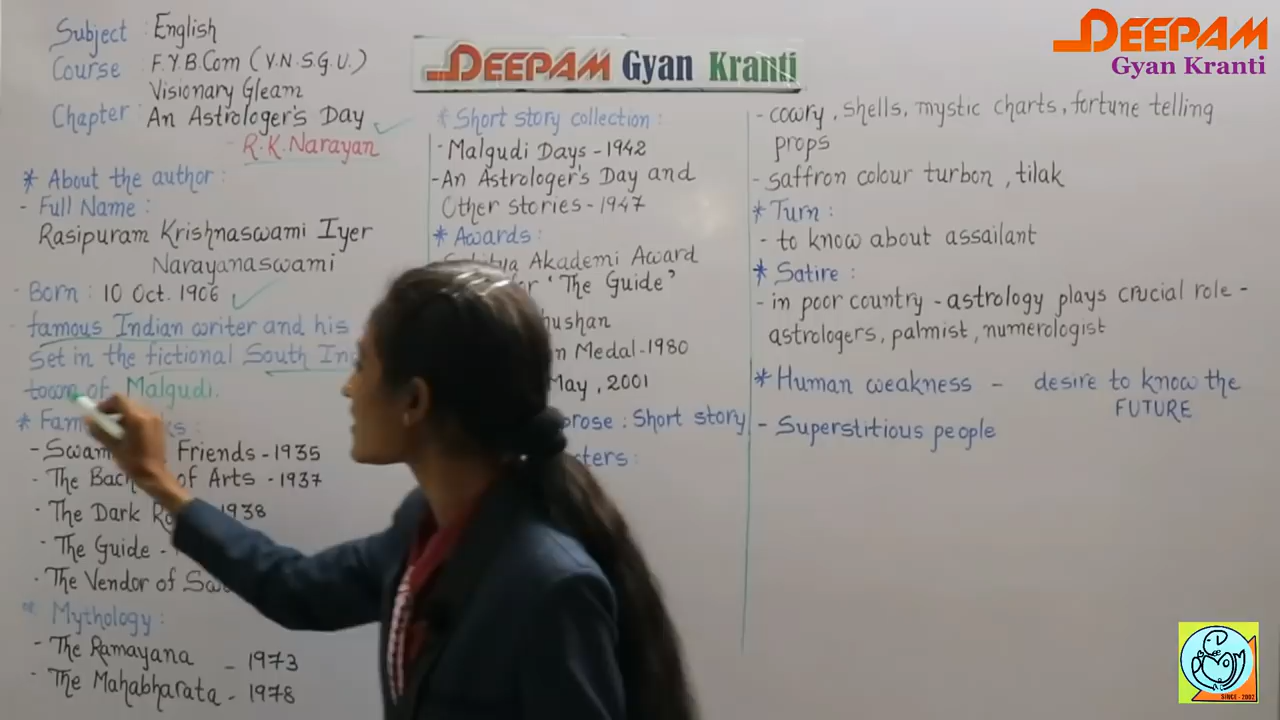 Subject : English
Course : F.Y.B.Com (V.N.S.G.U.)
Visionary Gleam
Chapter : An Astrologer's Day
- R.K.Narayan
* About the author :
- Full Name :
Rasipuram Krishnaswami Iyer
Narayanaswami
- Born : 10 Oct. 1906
- famous Indian writer and his
set in the fictional South
town of Malgudi.
*
- Friends - 1935
- The of Arts - 1937
- The Dark 1938
- The Guide -
- The Vendor of
* Mythology :
- The Ramayana - 1973
- The Mahabharata - 1978
DEEPAM Gyan Kranti
* Short story collection :
- Malgudi Days - 1942
- An Astrologer's Day and
Other stories - 1947
* Awards :
Akademi Award
'The Guide'
Medal - 1980
May, 2001
: Short story
- cowry, shells, mystic charts, fortune telling
props
- saffron colour turbon, tilak
* Turn :
- to know about assailant
* Satire :
- in poor country - astrology plays crucial role -
astrologers, palmist, numerologist
* Human weakness - desire to know the
FUTURE
- Superstitious people
DEEPAM
Gyan Kranti
SINCE - 2002